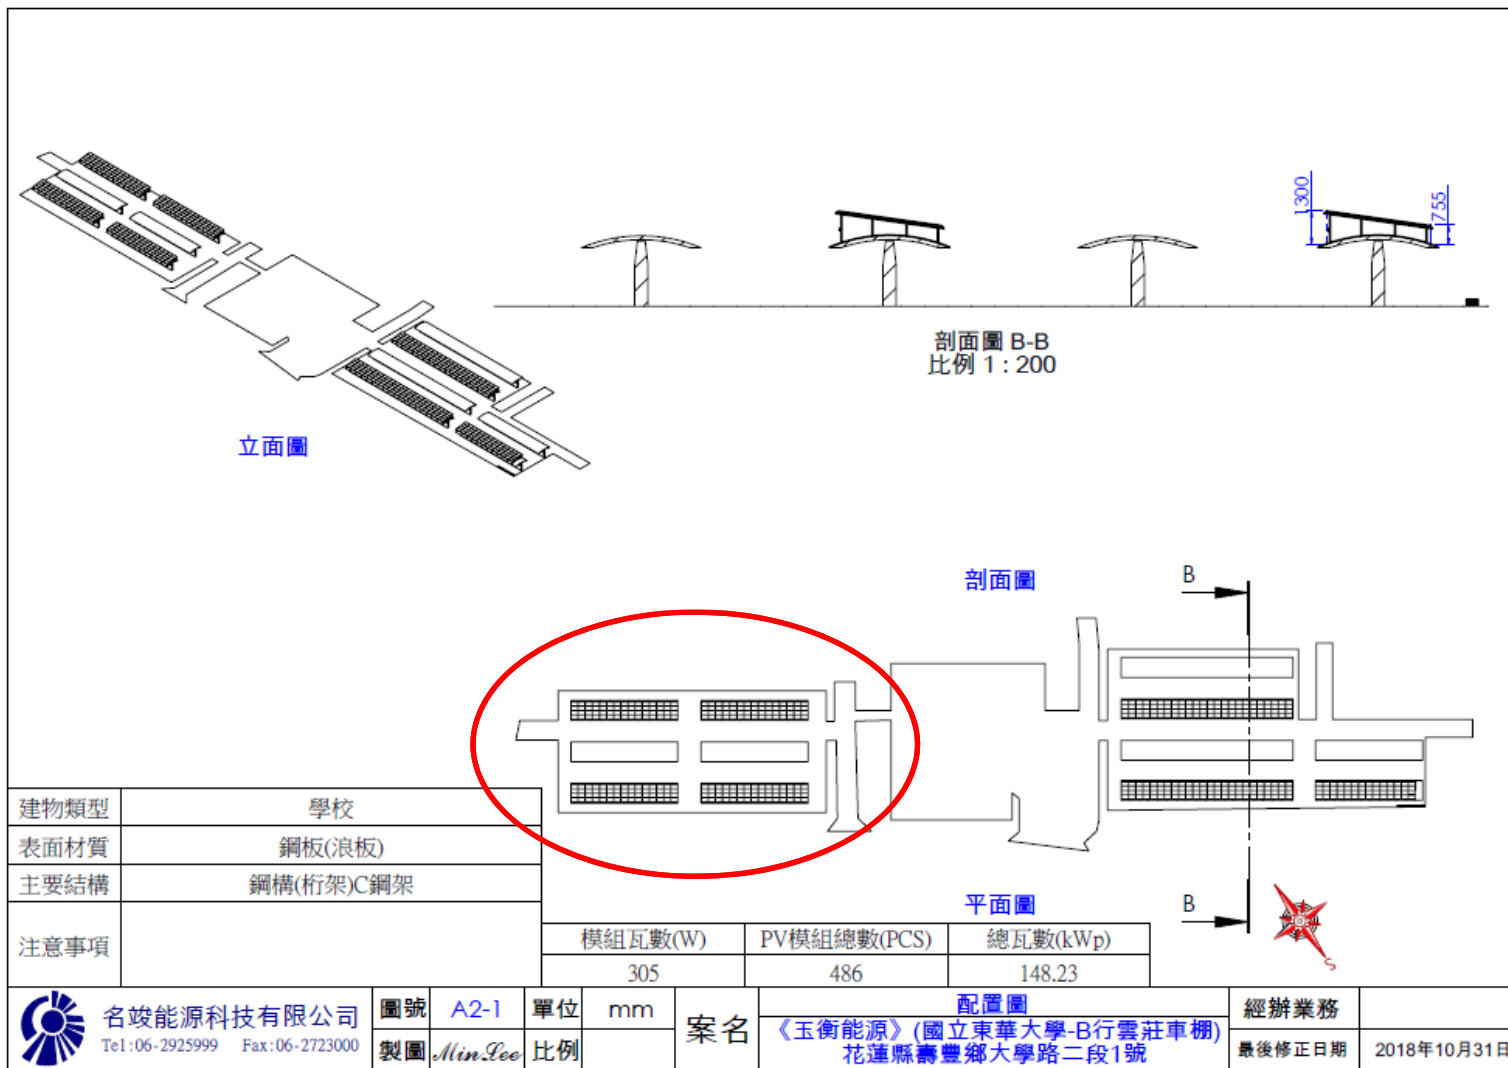 1300
755
剖面圖 B-B
比例 1 : 200
立面圖
剖面圖
B
平面圖
B
S
建物類型 學校
表面材質 鋼板(浪板)
主要結構 鋼構(桁架)C鋼架
注意事項
模組瓦數(W) PV模組總數(PCS) 總瓦數(kWp)
305 486 148.23
名竣能源科技有限公司
Tel:06-2925999 Fax:06-2723000
圖號 A2-1 單位 mm
製圖 Min Lee 比例
案名
配置圖
《玉衡能源》(國立東華大學-B行雲莊車棚)
花蓮縣壽豐鄉大學路二段1號
經辦業務
最後修正日期 2018年10月31日